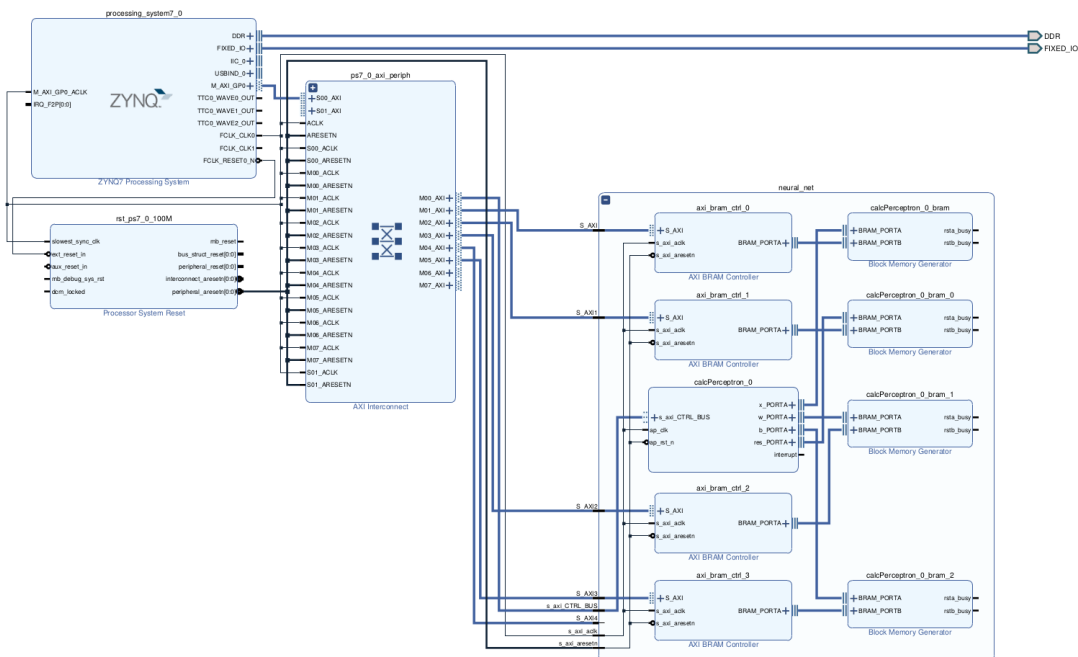 processing_system7_0
DDR
FIXED_IO
IIC_0
USBIND_0
M_AXI_GP0
TTC0_WAVE0_OUT
TTC0_WAVE1_OUT
TTC0_WAVE2_OUT
FCLK_CLK0
FCLK_CLK1
FCLK_RESET0_N
M_AXI_GP0_ACLK
IRQ_F2P[0:0]
ZYNQ
ZYNQ7 Processing System
DDR
FIXED_IO
rst_ps7_0_100M
slowest_sync_clk
ext_reset_in
aux_reset_in
mb_debug_sys_rst
dcm_locked
mb_reset
bus_struct_reset[0:0]
peripheral_reset[0:0]
interconnect_aresetn[0:0]
peripheral_aresetn[0:0]
Processor System Reset
ps7_0_axi_periph
S00_AXI
S01_AXI
ACLK
ARESETN
S00_ACLK
S00_ARESETN
M00_ACLK
M00_ARESETN
M01_ACLK
M01_ARESETN
M02_ACLK
M02_ARESETN
M03_ACLK
M03_ARESETN
M04_ACLK
M04_ARESETN
M05_ACLK
M05_ARESETN
M06_ACLK
M06_ARESETN
M07_ACLK
M07_ARESETN
S01_ACLK
S01_ARESETN
M00_AXI
M01_AXI
M02_AXI
M03_AXI
M04_AXI
M05_AXI
M06_AXI
M07_AXI
AXI Interconnect
neural_net
S_AXI
S_AXI1
S_AXI2
S_AXI3
s_axi_CTRL_BUS
S_AXI4
s_axi_aclk
s_axi_aresetn
axi_bram_ctrl_0
S_AXI
s_axi_aclk
s_axi_aresetn
BRAM_PORTA
AXI BRAM Controller
calcPerceptron_0_bram
BRAM_PORTA
BRAM_PORTB
rsta_busy
rstb_busy
Block Memory Generator
axi_bram_ctrl_1
S_AXI
s_axi_aclk
s_axi_aresetn
BRAM_PORTA
AXI BRAM Controller
calcPerceptron_0_bram_0
BRAM_PORTA
BRAM_PORTB
rsta_busy
rstb_busy
Block Memory Generator
calcPerceptron_0
s_axi_CTRL_BUS
ap_clk
ap_rst_n
x_PORTA
w_PORTA
b_PORTA
res_PORTA
interrupt
calcPerceptron_0_bram_1
BRAM_PORTA
BRAM_PORTB
rsta_busy
rstb_busy
Block Memory Generator
axi_bram_ctrl_2
S_AXI
s_axi_aclk
s_axi_aresetn
BRAM_PORTA
AXI BRAM Controller
axi_bram_ctrl_3
S_AXI
s_axi_aclk
s_axi_aresetn
BRAM_PORTA
AXI BRAM Controller
calcPerceptron_0_bram_2
BRAM_PORTA
BRAM_PORTB
rsta_busy
rstb_busy
Block Memory Generator